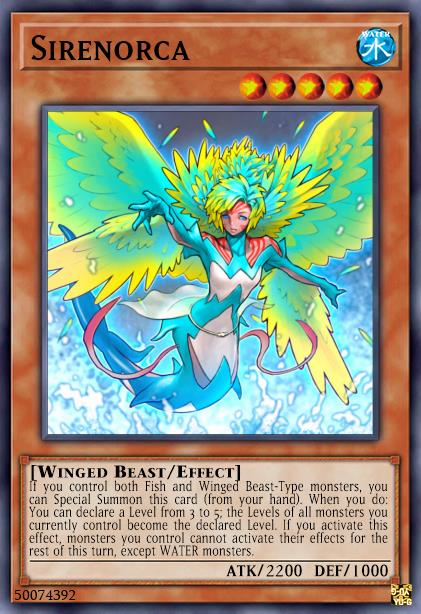 SIRENORCA
WATER
水
[WINGED BEAST/EFFECT]
If you control both Fish and Winged Beast-Type monsters, you
can Special Summon this card (from your hand). When you do:
You can declare a Level from 3 to 5; the Levels of all monsters you
currently control become the declared Level. If you activate this
effect, monsters you control cannot activate their effects for the
rest of this turn, except WATER monsters.
ATK/2200 DEF/1000
50074392